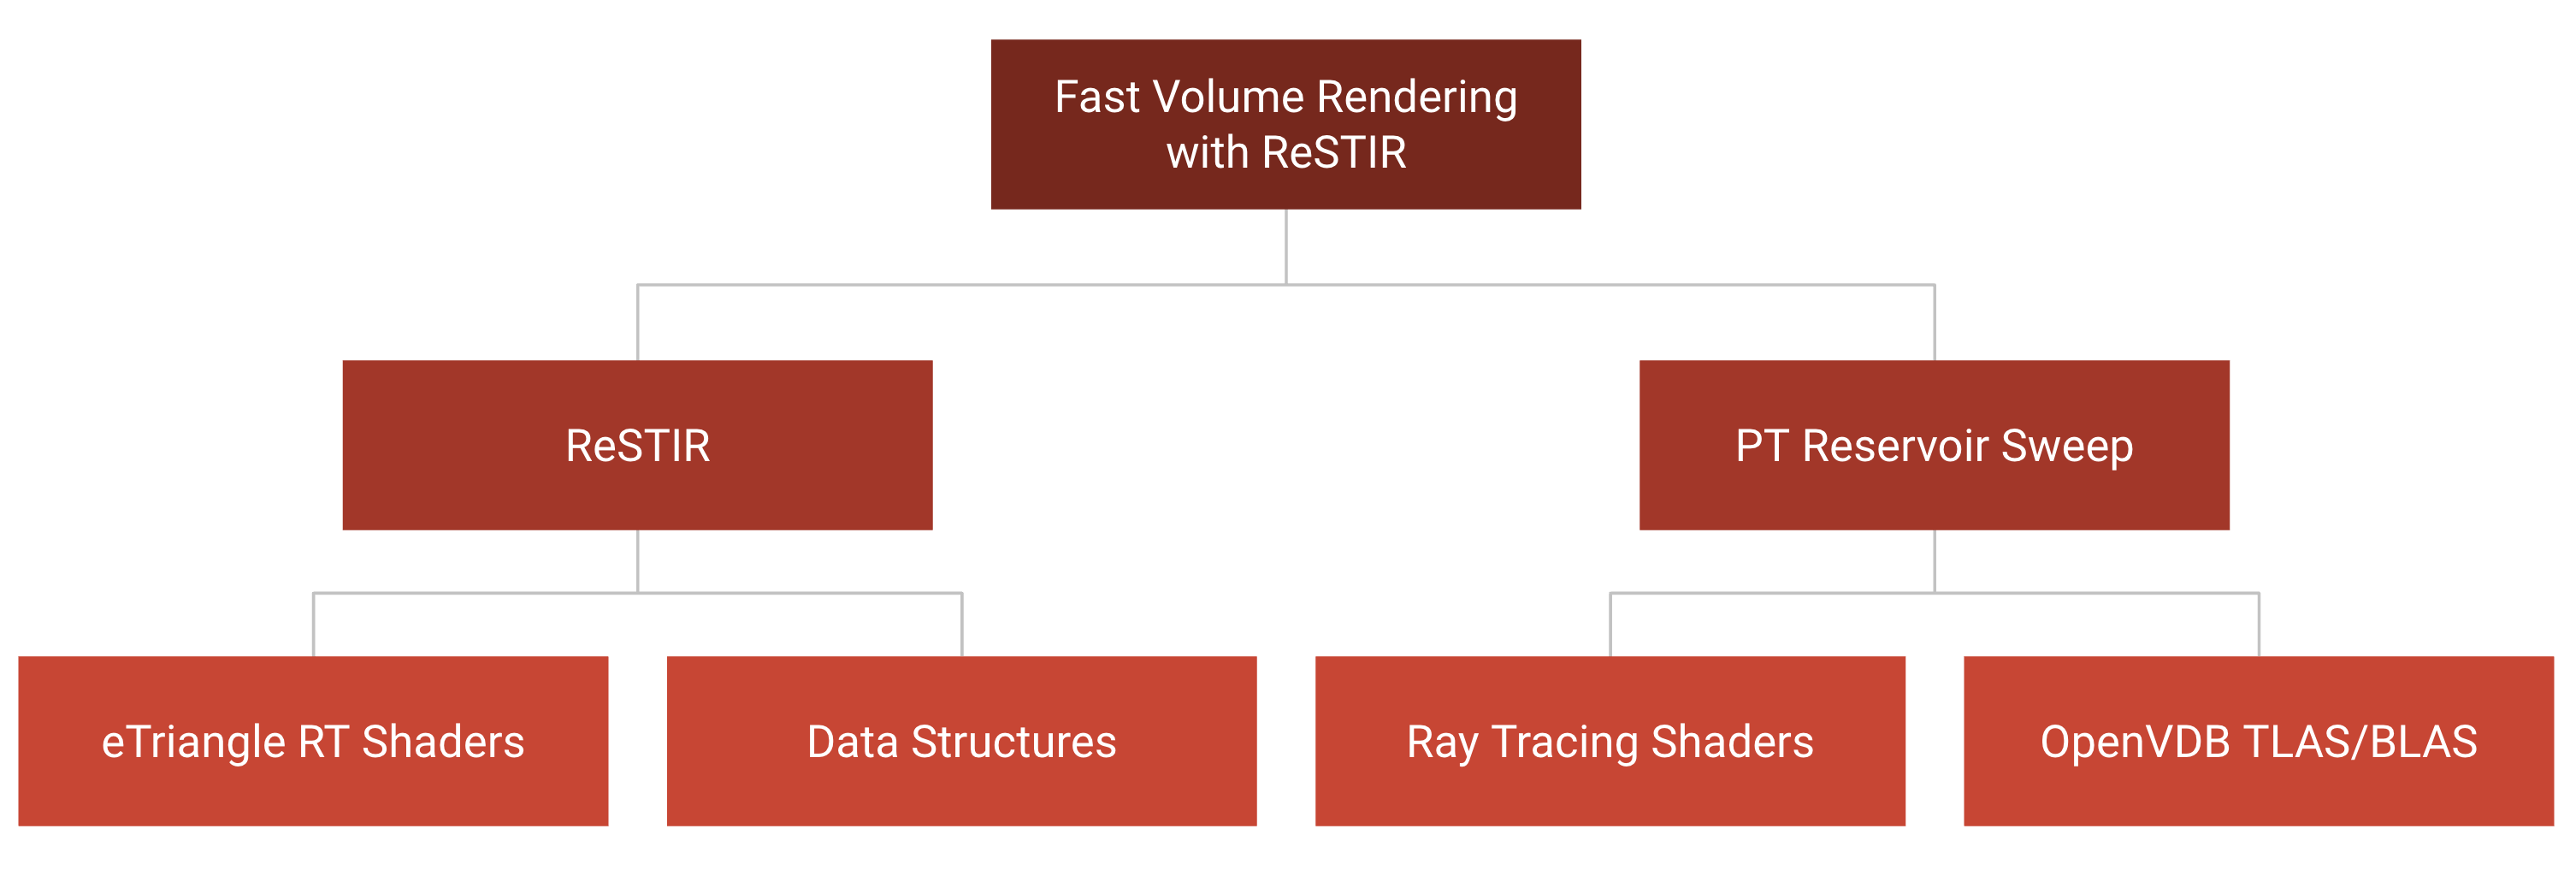 Fast Volume Rendering
with ReSTIR
ReSTIR
PT Reservoir Sweep
eTriangle RT Shaders
Data Structures
Ray Tracing Shaders
OpenVDB TLAS/BLAS